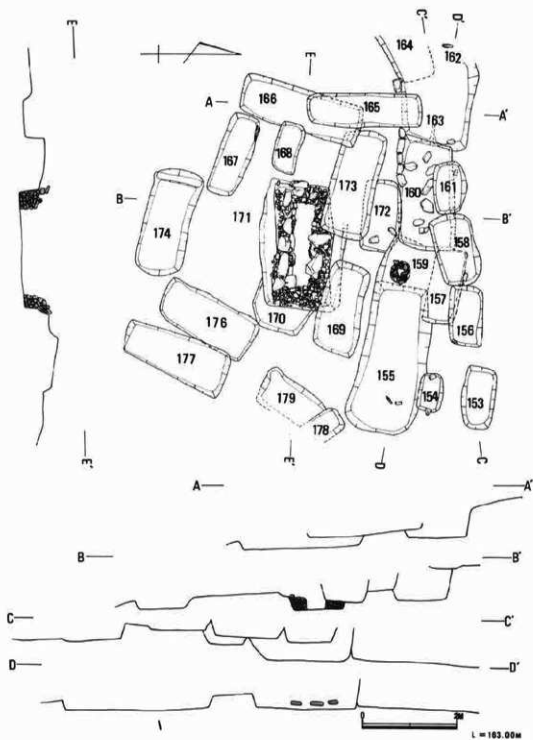 C'
D'
E
164
162
E
A
166
165
A'
163
167
168
173
160
161
B
172
B'
171
174
158
159
157
170
169
156
176
155
177
154
153
179
178
E'
E'
D
C
A
A'
B
B'
C
C'
D
D'
0
2M
L = 163.00M